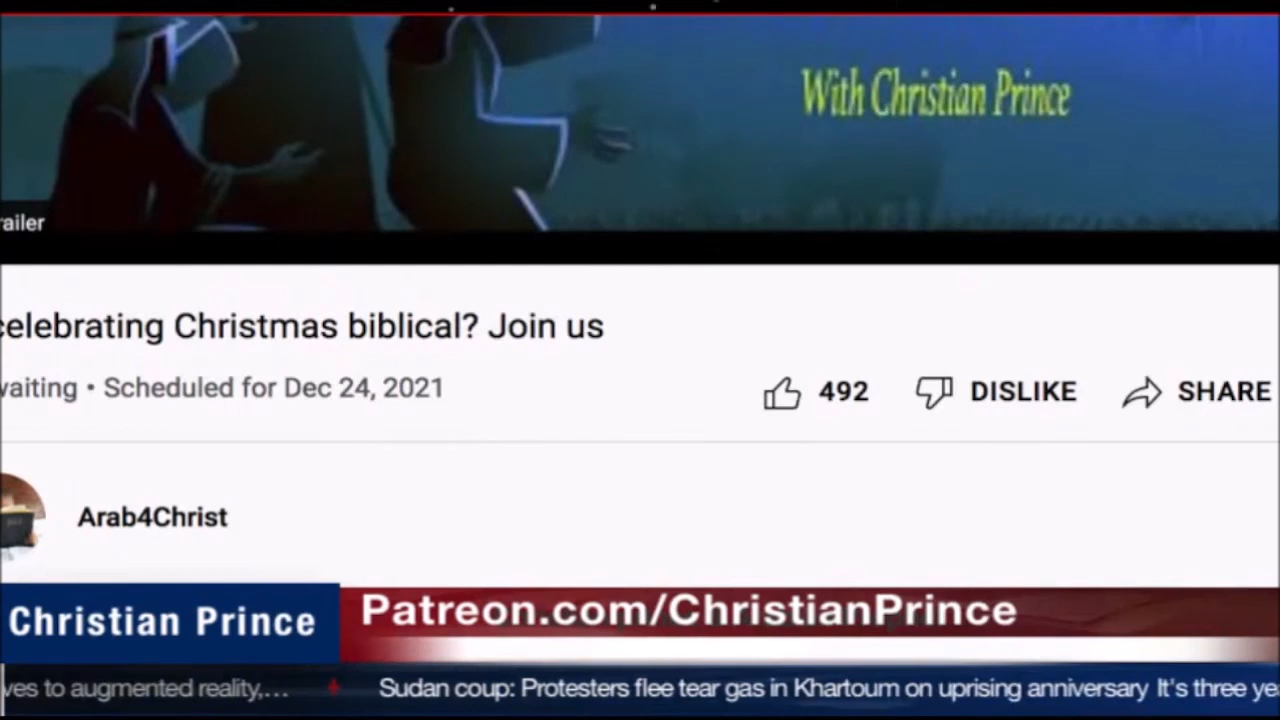 With Christian Prince
railer
celebrating Christmas biblical? Join us
waiting • Scheduled for Dec 24, 2021
492 DISLIKE SHARE
Arab4Christ
Christian Prince
Patreon.com/ChristianPrince
ves to augmented reality,... ♦ Sudan coup: Protesters flee tear gas in Khartoum on uprising anniversary It's three ye